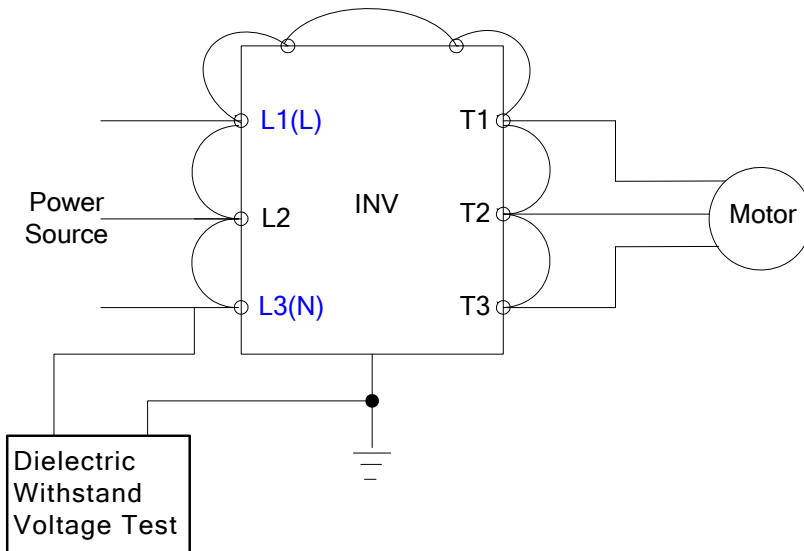 L1(L)
T1
Power
Source
L2
INV
T2
Motor
L3(N)
T3
Dielectric
Withstand
Voltage Test